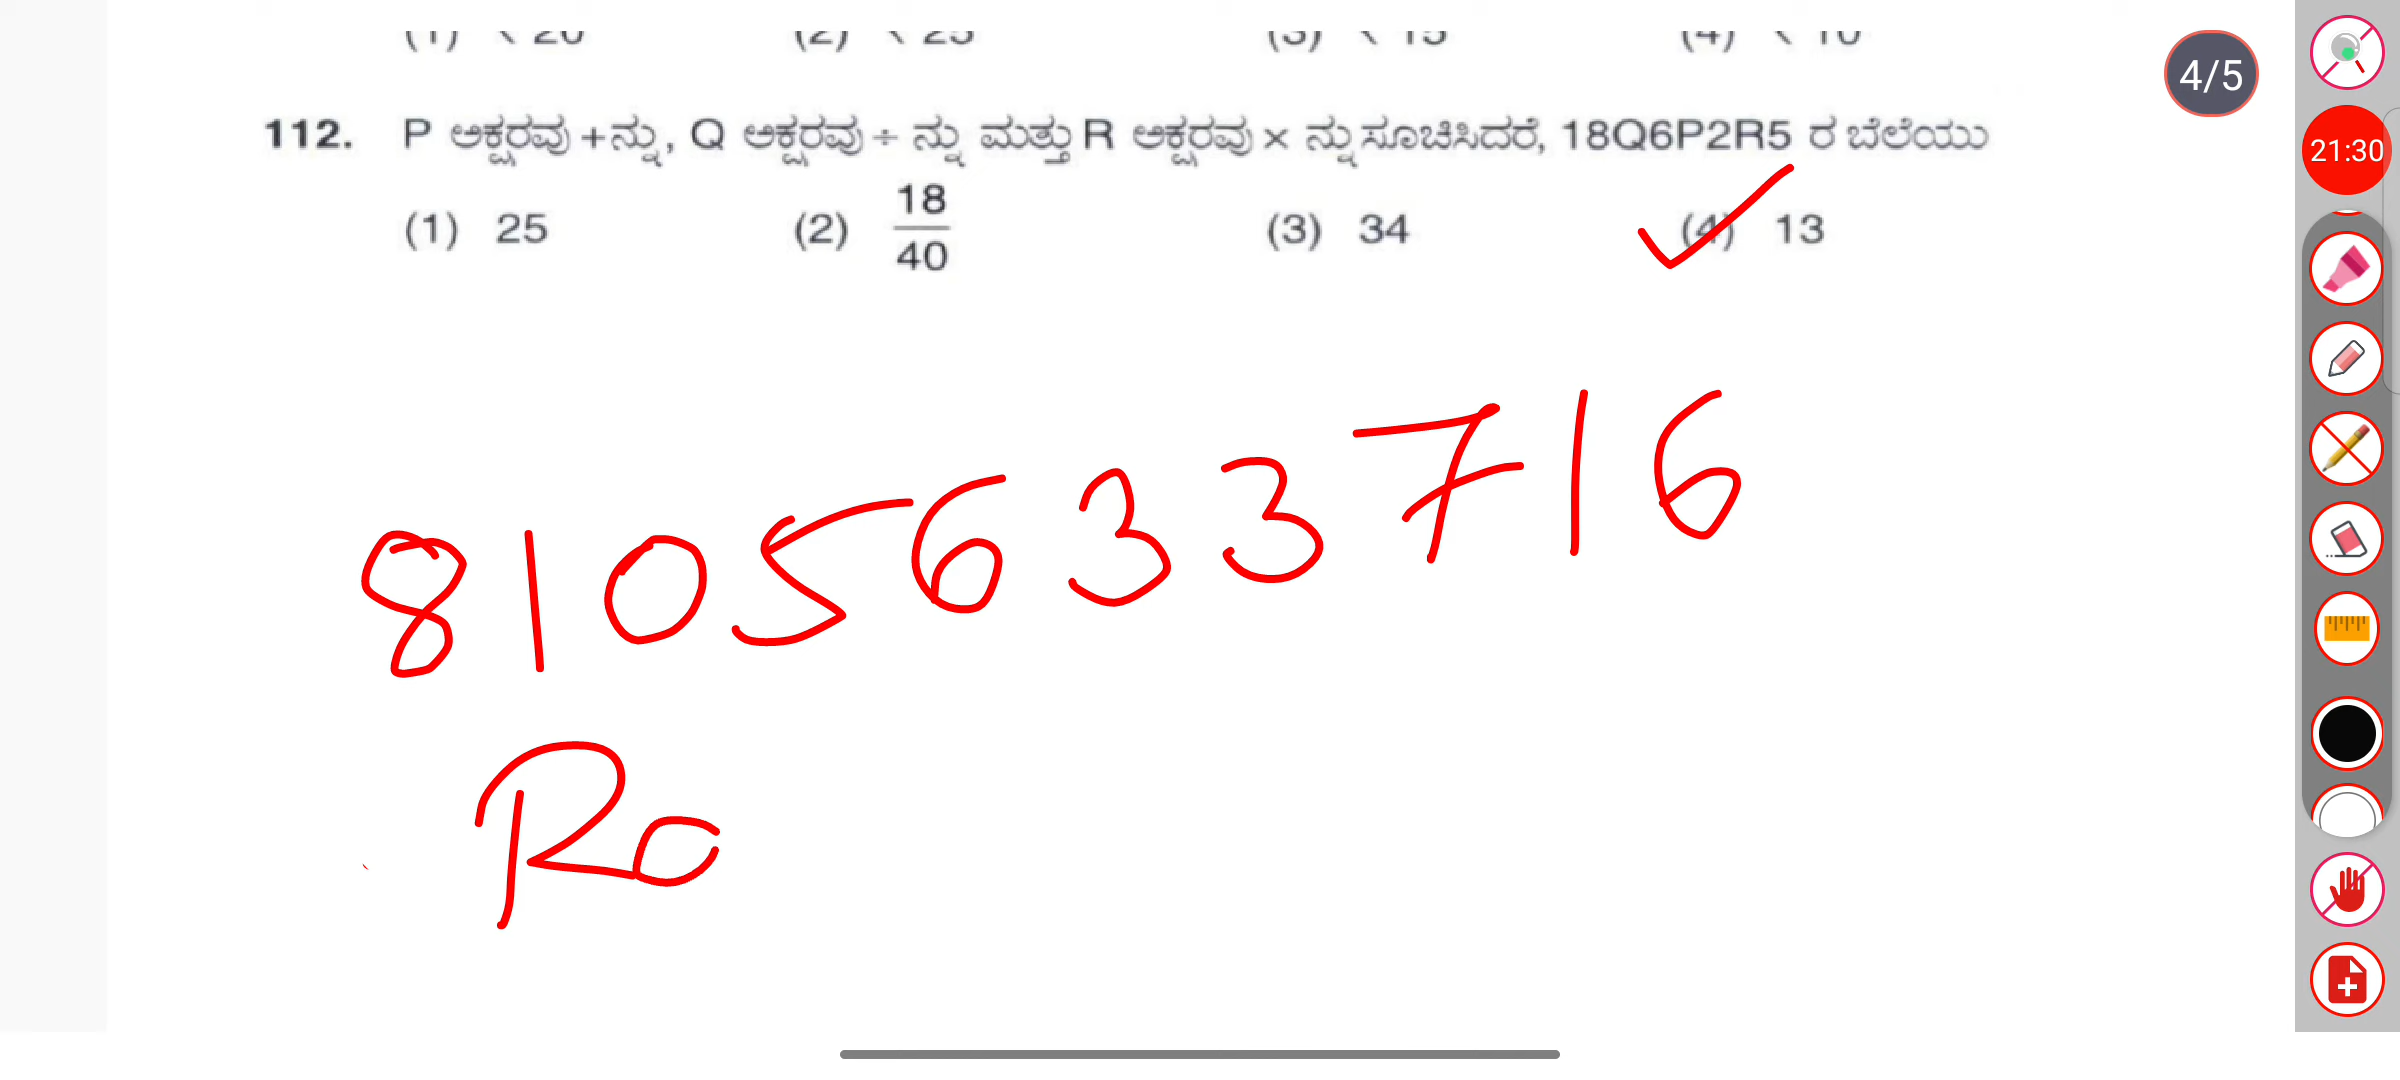 4/5
21:30
112. P ಅಕ್ಷರವು +ನ್ನು, Q ಅಕ್ಷರವು ÷ ನ್ನು ಮತ್ತು R ಅಕ್ಷರವು × ನ್ನು ಸೂಚಿಸಿದರೆ, 18Q6P2R5 ರ ಬೆಲೆಯು
(1) 25 (2) 18/40 (3) 34 (4) 13
8105633716
Ro